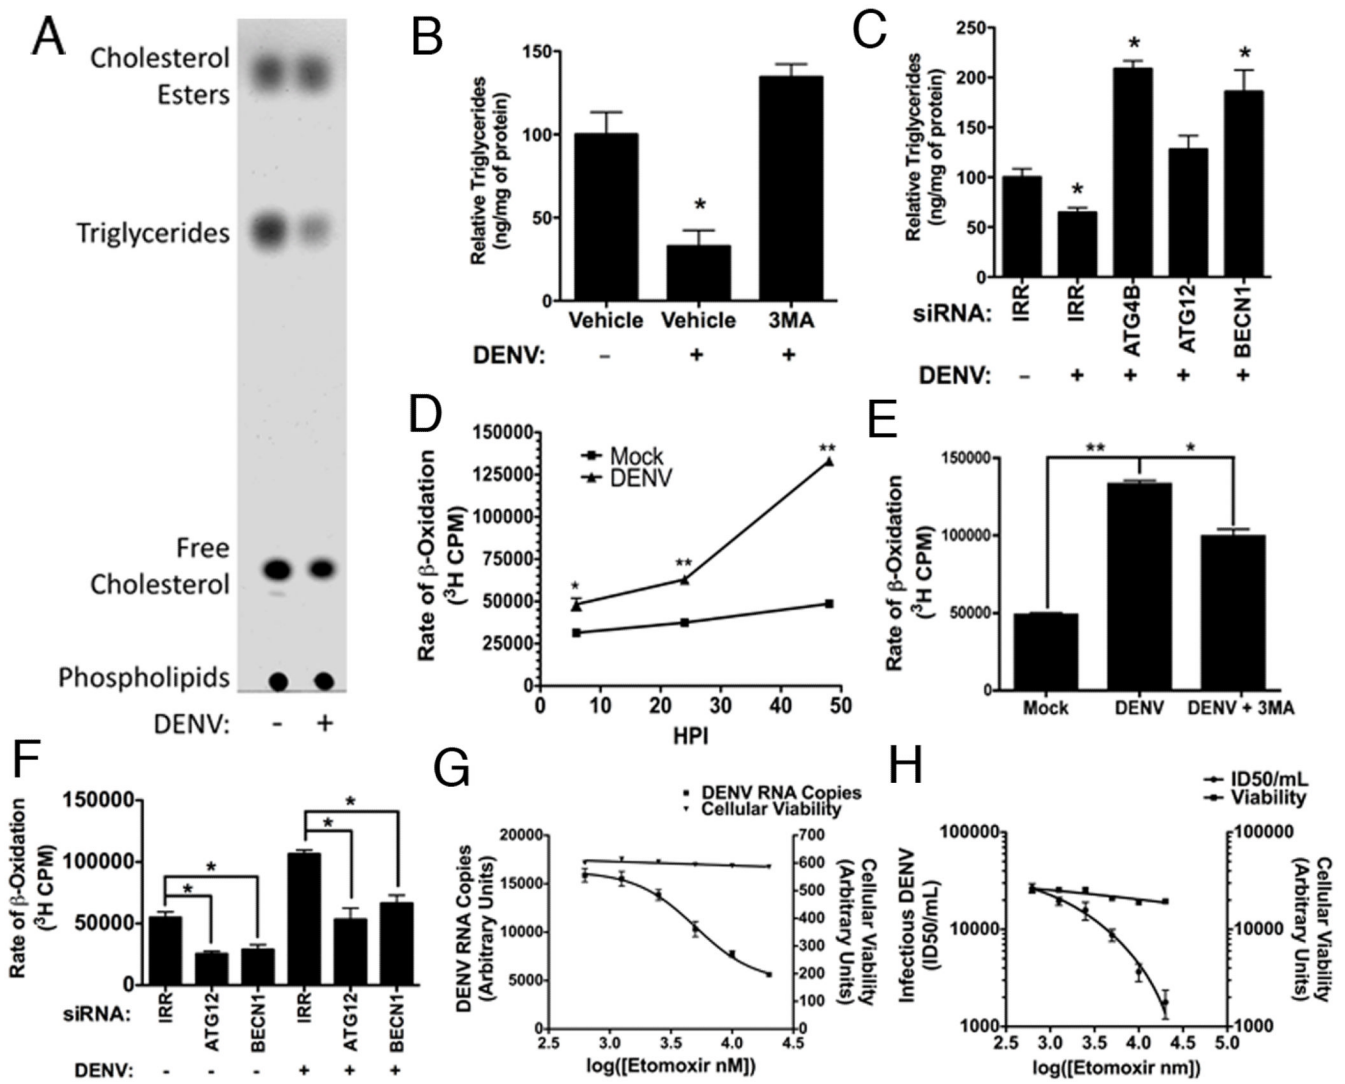 A
Cholesterol
Esters
Triglycerides
Free
Cholesterol
Phospholipids
DENV: - +
B
Relative Triglycerides
(ng/mg of protein)
150
100
50
0
Vehicle Vehicle 3MA
DENV: – + +
C
Relative Triglycerides
(ng/mg of protein)
250
200
150
100
50
0
* * *
siRNA: IRR IRR ATG4B ATG12 BECN1
DENV: – + + + +
D
Rate of β-Oxidation
(³H CPM)
150000
125000
100000
75000
50000
25000
0
Mock
DENV
* ** **
0 10 20 30 40 50
HPI
E
Rate of β-Oxidation
(³H CPM)
150000
100000
50000
0
** *
Mock DENV DENV + 3MA
F
Rate of β-Oxidation
(³H CPM)
150000
100000
50000
0
* * * *
siRNA: IRR ATG12 BECN1 IRR ATG12 BECN1
DENV: - - - + + +
G
DENV RNA Copies
Cellular Viability
DENV RNA Copies
(Arbitrary Units)
20000
15000
10000
5000
0
700
600
500
400
300
200
100
0
Cellular Viability
(Arbitrary Units)
2.5 3.0 3.5 4.0 4.5
log([Etomoxir nM])
H
ID50/mL
Viability
Infectious DENV
(ID50/mL)
100000
10000
1000
100000
10000
1000
Cellular Viability
(Arbitrary Units)
2.5 3.0 3.5 4.0 4.5 5.0
log([Etomoxir nm])